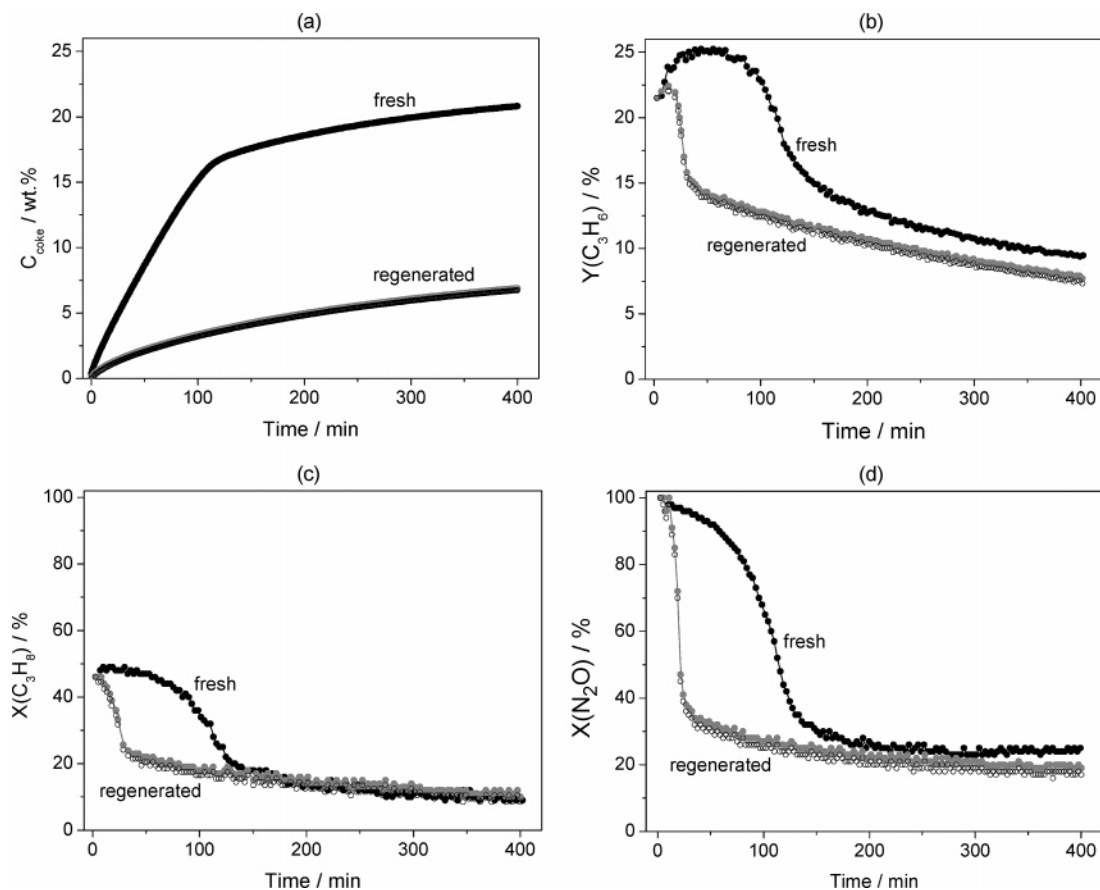 (a)
25
20
15
10
5
0
C_coke / wt.%
fresh
regenerated
0 100 200 300 400
Time / min
(b)
25
20
15
10
5
0
Y(C₃H₆) / %
fresh
regenerated
0 100 200 300 400
Time / min
(c)
100
80
60
40
20
0
X(C₃H₈) / %
fresh
regenerated
0 100 200 300 400
Time / min
(d)
100
80
60
40
20
0
X(N₂O) / %
fresh
regenerated
0 100 200 300 400
Time / min